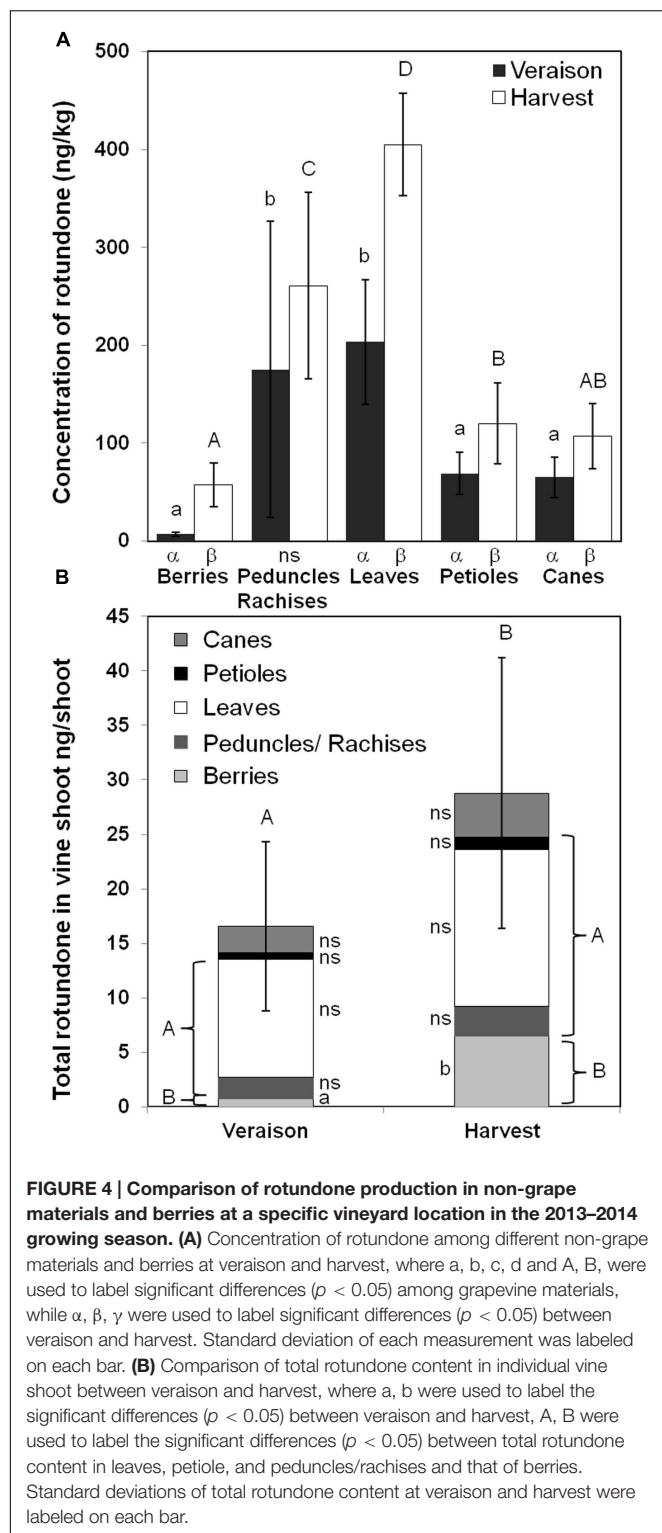 A
500
400
300
200
100
0
Concentration of rotundone (ng/kg)
Veraison
Harvest
a A b C b D a B a AB
α β ns α β α β α β
Berries Peduncles Rachises Leaves Petioles Canes
B
45
40
35
30
25
20
15
10
5
0
Total rotundone in vine shoot ng/shoot
Canes
Petioles
Leaves
Peduncles/ Rachises
Berries
A
ns
ns
ns
ns
a
A
B
B
ns
ns
ns
ns
b
A
B
Veraison Harvest
FIGURE 4 | Comparison of rotundone production in non-grape
materials and berries at a specific vineyard location in the 2013–2014
growing season. (A) Concentration of rotundone among different non-grape
materials and berries at veraison and harvest, where a, b, c, d and A, B, were
used to label significant differences (p < 0.05) among grapevine materials,
while α, β, γ were used to label significant differences (p < 0.05) between
veraison and harvest. Standard deviation of each measurement was labeled
on each bar. (B) Comparison of total rotundone content in individual vine
shoot between veraison and harvest, where a, b were used to label the
significant differences (p < 0.05) between veraison and harvest, A, B were
used to label the significant differences (p < 0.05) between total rotundone
content in leaves, petiole, and peduncles/rachises and that of berries.
Standard deviations of total rotundone content at veraison and harvest were
labeled on each bar.